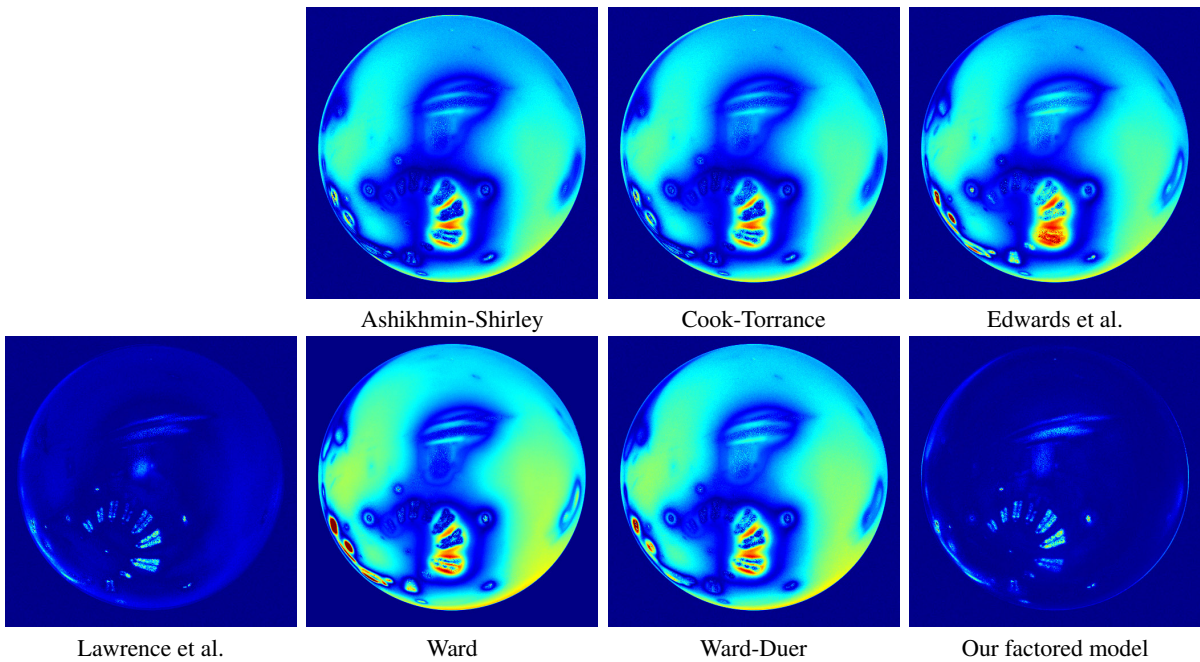 Ashikhmin-Shirley
Cook-Torrance
Edwards et al.
Lawrence et al.
Ward
Ward-Duer
Our factored model